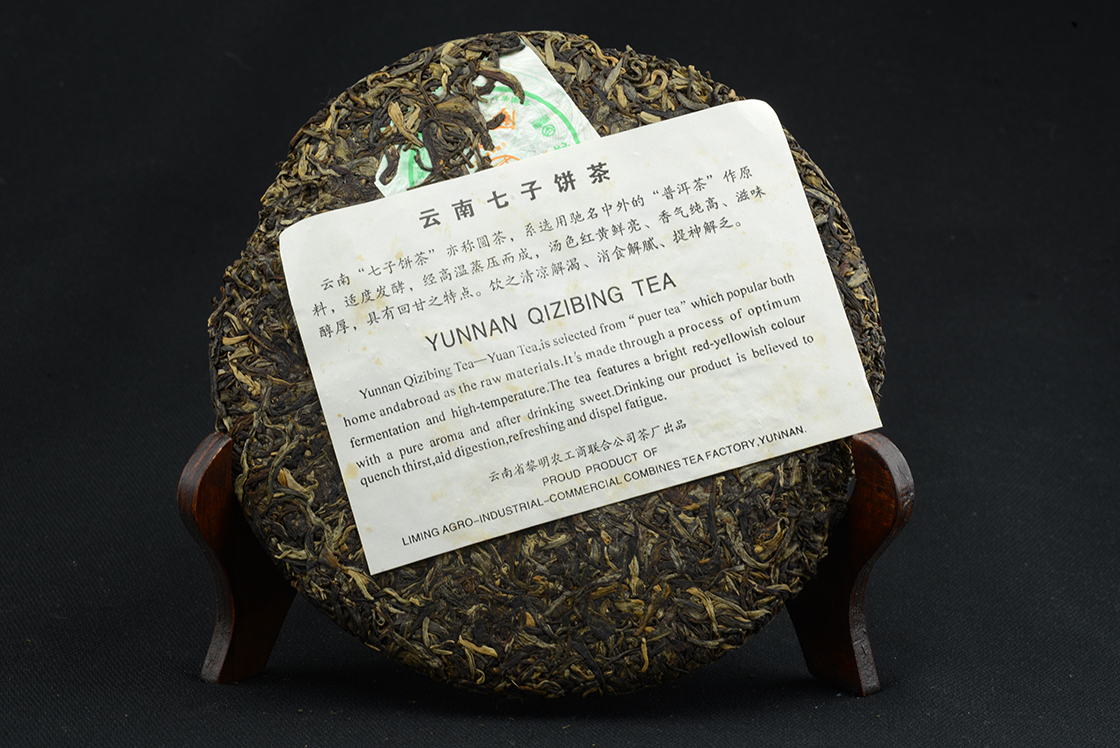 云南七子饼茶
云南“七子饼茶”亦称圆茶，系选用驰名中外的“普洱茶”作原
料，适度发酵，经高温蒸压而成，汤色红黄鲜亮、香气纯高、滋味
醇厚，具有回甘之特点。饮之清凉解渴、消食解腻、提神解乏。
YUNNAN QIZIBING TEA
Yunnan Qizibing Tea—Yuan Tea,is selected from “puer tea” which popular both
home andabroad as the raw materials.It's made through a process of optimum
fermentation and high-temperature.The tea features a bright red-yellowish colour
with a pure aroma and after drinking sweet.Drinking our product is believed to
quench thirst,aid digestion,refreshing and dispel fatigue.
云南省黎明农工商联合公司茶厂出品
PROUD PRODUCT OF
LIMING AGRO-INDUSTRIAL-COMMERCIAL COMBINES TEA FACTORY.YUNNAN.